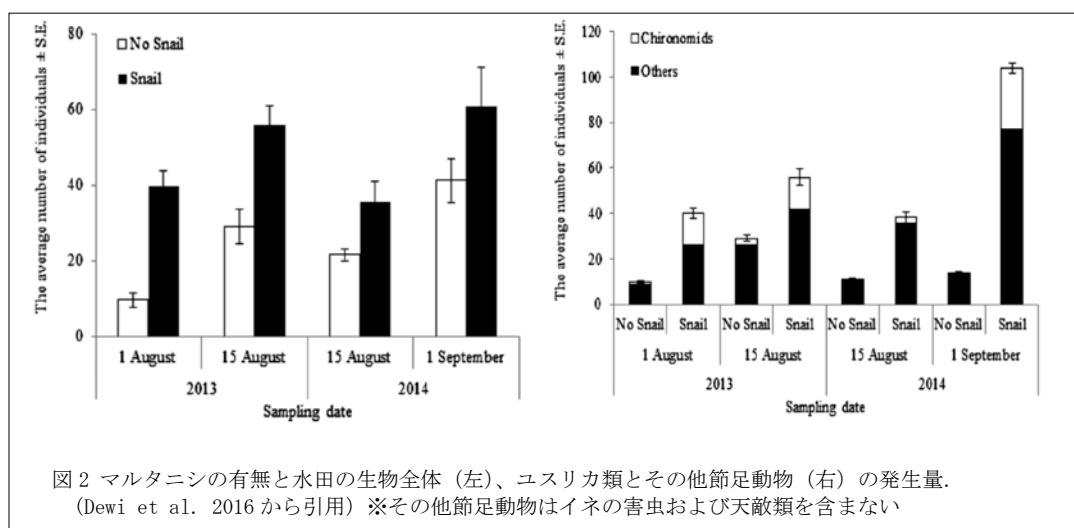 The average number of individuals ± S.E.
80
60
40
20
0
No Snail
Snail
1 August
15 August
15 August
1 September
2013
2014
Sampling date
The average number of individuals ± S.E.
120
100
80
60
40
20
0
Chironomids
Others
No Snail
Snail
No Snail
Snail
No Snail
Snail
No Snail
Snail
1 August
15 August
15 August
1 September
2013
2014
Sampling date
図 2 マルタニシの有無と水田の生物全体（左）、ユスリカ類とその他節足動物（右）の発生量.
（Dewi et al. 2016 から引用）※その他節足動物はイネの害虫および天敵類を含まない